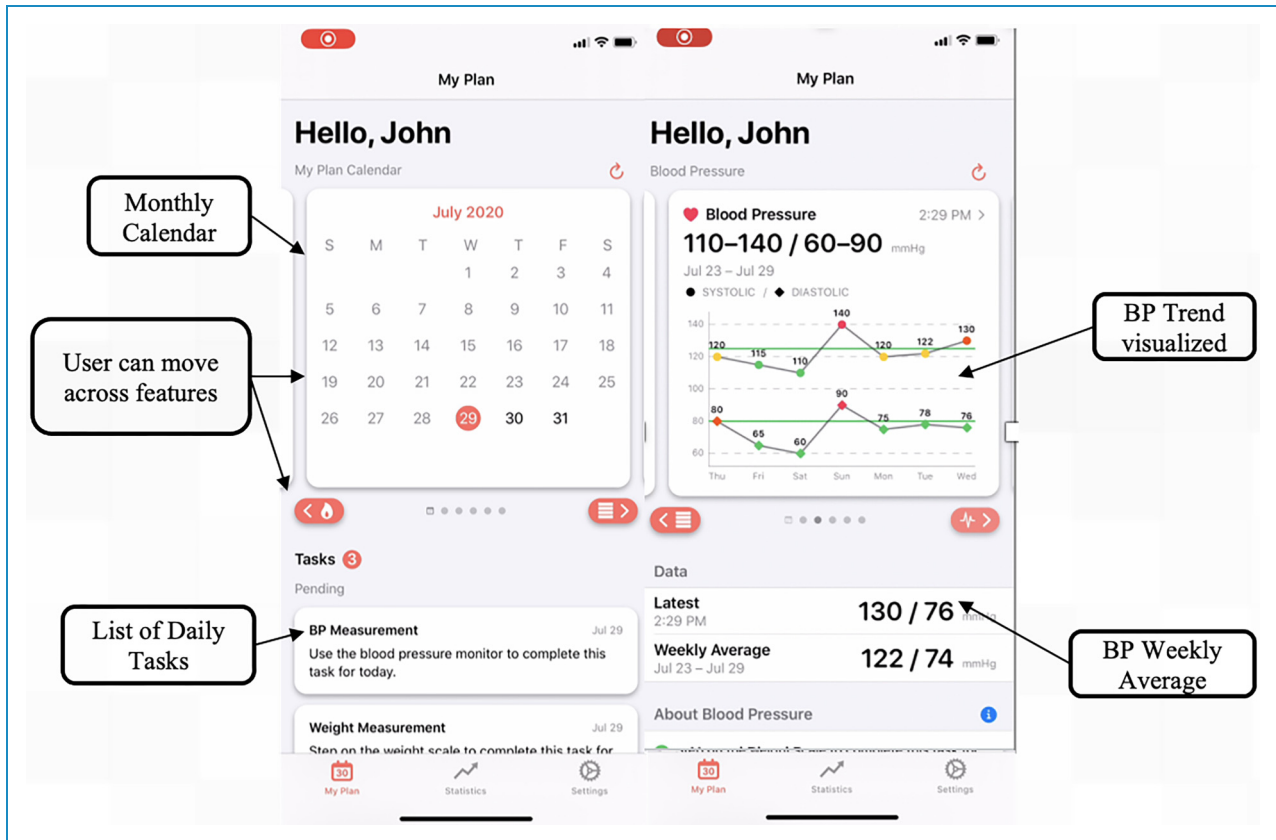 My Plan
Hello, John
My Plan Calendar
July 2020
S M T W T F S
1 2 3 4
5 6 7 8 9 10 11
12 13 14 15 16 17 18
19 20 21 22 23 24 25
26 27 28 29 30 31
Tasks 3
Pending
BP Measurement Jul 29
Use the blood pressure monitor to complete this
task for today.
Weight Measurement Jul 29
Step on the weight scale to complete this task for
30
My Plan Statistics Settings
My Plan
Hello, John
Blood Pressure
Blood Pressure 2:29 PM
110–140 / 60–90 mmHg
Jul 23 – Jul 29
SYSTOLIC / DIASTOLIC
140
120
100
80
60
120 115 110 140 120 122 130
80 65 60 90 75 78 76
Thu Fri Sat Sun Mon Tue Wed
Data
Latest
2:29 PM
130 / 76 mmHg
Weekly Average
Jul 23 – Jul 29
122 / 74 mmHg
About Blood Pressure
30
My Plan Statistics Settings
Monthly
Calendar
User can move
across features
List of Daily
Tasks
BP Trend
visualized
BP Weekly
Average